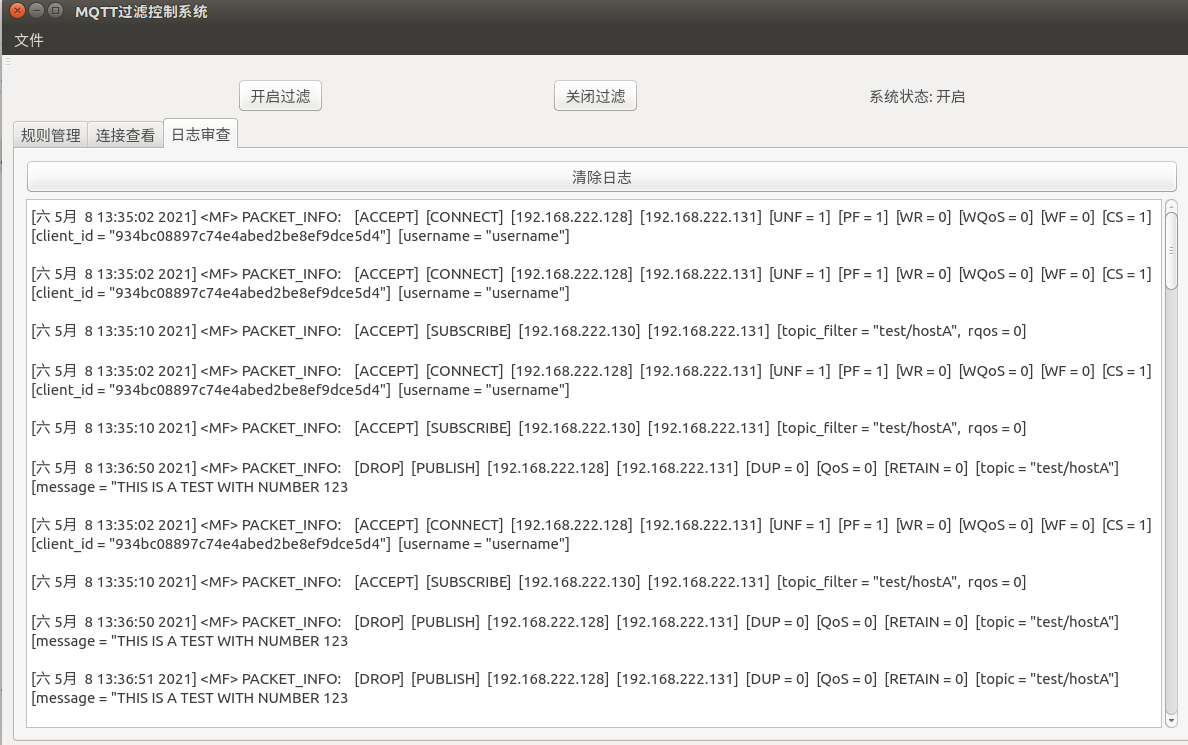 MQTT过滤控制系统
文件
开启过滤
关闭过滤
系统状态: 开启
规则管理
连接查看
日志审查
清除日志
[六 5月  8 13:35:02 2021] <MF> PACKET_INFO:   [ACCEPT]  [CONNECT]  [192.168.222.128]  [192.168.222.131]  [UNF = 1]  [PF = 1]  [WR = 0]  [WQoS = 0]  [WF = 0]  [CS = 1]
[client_id = "934bc08897c74e4abed2be8ef9dce5d4"]  [username = "username"]
[六 5月  8 13:35:02 2021] <MF> PACKET_INFO:   [ACCEPT]  [CONNECT]  [192.168.222.128]  [192.168.222.131]  [UNF = 1]  [PF = 1]  [WR = 0]  [WQoS = 0]  [WF = 0]  [CS = 1]
[client_id = "934bc08897c74e4abed2be8ef9dce5d4"]  [username = "username"]
[六 5月  8 13:35:10 2021] <MF> PACKET_INFO:   [ACCEPT]  [SUBSCRIBE]  [192.168.222.130]  [192.168.222.131]  [topic_filter = "test/hostA",  rqos = 0]
[六 5月  8 13:35:02 2021] <MF> PACKET_INFO:   [ACCEPT]  [CONNECT]  [192.168.222.128]  [192.168.222.131]  [UNF = 1]  [PF = 1]  [WR = 0]  [WQoS = 0]  [WF = 0]  [CS = 1]
[client_id = "934bc08897c74e4abed2be8ef9dce5d4"]  [username = "username"]
[六 5月  8 13:35:10 2021] <MF> PACKET_INFO:   [ACCEPT]  [SUBSCRIBE]  [192.168.222.130]  [192.168.222.131]  [topic_filter = "test/hostA",  rqos = 0]
[六 5月  8 13:36:50 2021] <MF> PACKET_INFO:   [DROP]  [PUBLISH]  [192.168.222.128]  [192.168.222.131]  [DUP = 0]  [QoS = 0]  [RETAIN = 0]  [topic = "test/hostA"]
[message = "THIS IS A TEST WITH NUMBER 123
[六 5月  8 13:35:02 2021] <MF> PACKET_INFO:   [ACCEPT]  [CONNECT]  [192.168.222.128]  [192.168.222.131]  [UNF = 1]  [PF = 1]  [WR = 0]  [WQoS = 0]  [WF = 0]  [CS = 1]
[client_id = "934bc08897c74e4abed2be8ef9dce5d4"]  [username = "username"]
[六 5月  8 13:35:10 2021] <MF> PACKET_INFO:   [ACCEPT]  [SUBSCRIBE]  [192.168.222.130]  [192.168.222.131]  [topic_filter = "test/hostA",  rqos = 0]
[六 5月  8 13:36:50 2021] <MF> PACKET_INFO:   [DROP]  [PUBLISH]  [192.168.222.128]  [192.168.222.131]  [DUP = 0]  [QoS = 0]  [RETAIN = 0]  [topic = "test/hostA"]
[message = "THIS IS A TEST WITH NUMBER 123
[六 5月  8 13:36:51 2021] <MF> PACKET_INFO:   [DROP]  [PUBLISH]  [192.168.222.128]  [192.168.222.131]  [DUP = 0]  [QoS = 0]  [RETAIN = 0]  [topic = "test/hostA"]
[message = "THIS IS A TEST WITH NUMBER 123